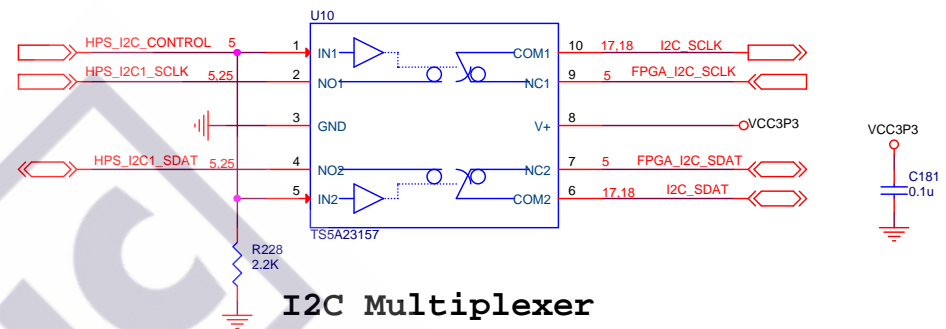 U10
HPS_I2C_CONTROL 5 1 IN1 COM1 10 17,18 I2C_SCLK
HPS_I2C1_SCLK 5,25 2 NO1 NC1 9 5 FPGA_I2C_SCLK
3 GND V+ 8 VCC3P3
HPS_I2C1_SDAT 5,25 4 NO2 NC2 7 5 FPGA_I2C_SDAT
5 IN2 COM2 6 17,18 I2C_SDAT
TS5A23157
VCC3P3
C181
0.1u
R228
2.2K
I2C Multiplexer